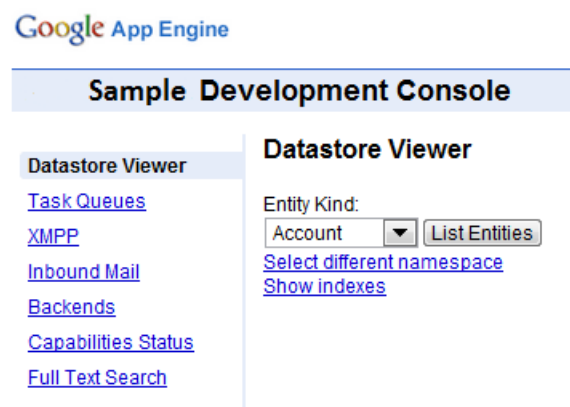 Google App Engine
Sample Development Console
Datastore Viewer
Task Queues
XMPP
Inbound Mail
Backends
Capabilities Status
Full Text Search
Datastore Viewer
Entity Kind:
Account List Entities
Select different namespace
Show indexes